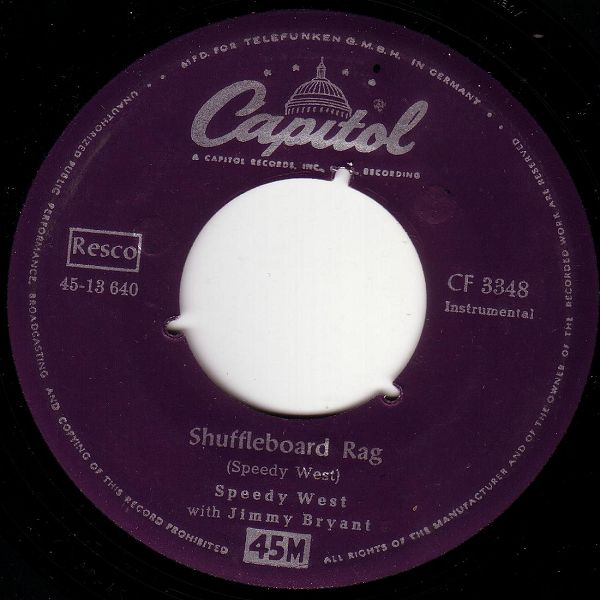 MFD. FOR TELEFUNKEN G.M.B.H. IN GERMANY
Capitol
®
A CAPITOL RECORDS, INC., RECORDING
Resco
45-13 640
CF 3348
Instrumental
Shuffleboard Rag
(Speedy West)
Speedy West
with Jimmy Bryant
45M
UNAUTHORIZED PUBLIC PERFORMANCE, BROADCASTING AND COPYING OF THIS RECORD PROHIBITED
ALL RIGHTS OF THE MANUFACTURER AND OF THE OWNER OF THE RECORDED WORK ARE RESERVED